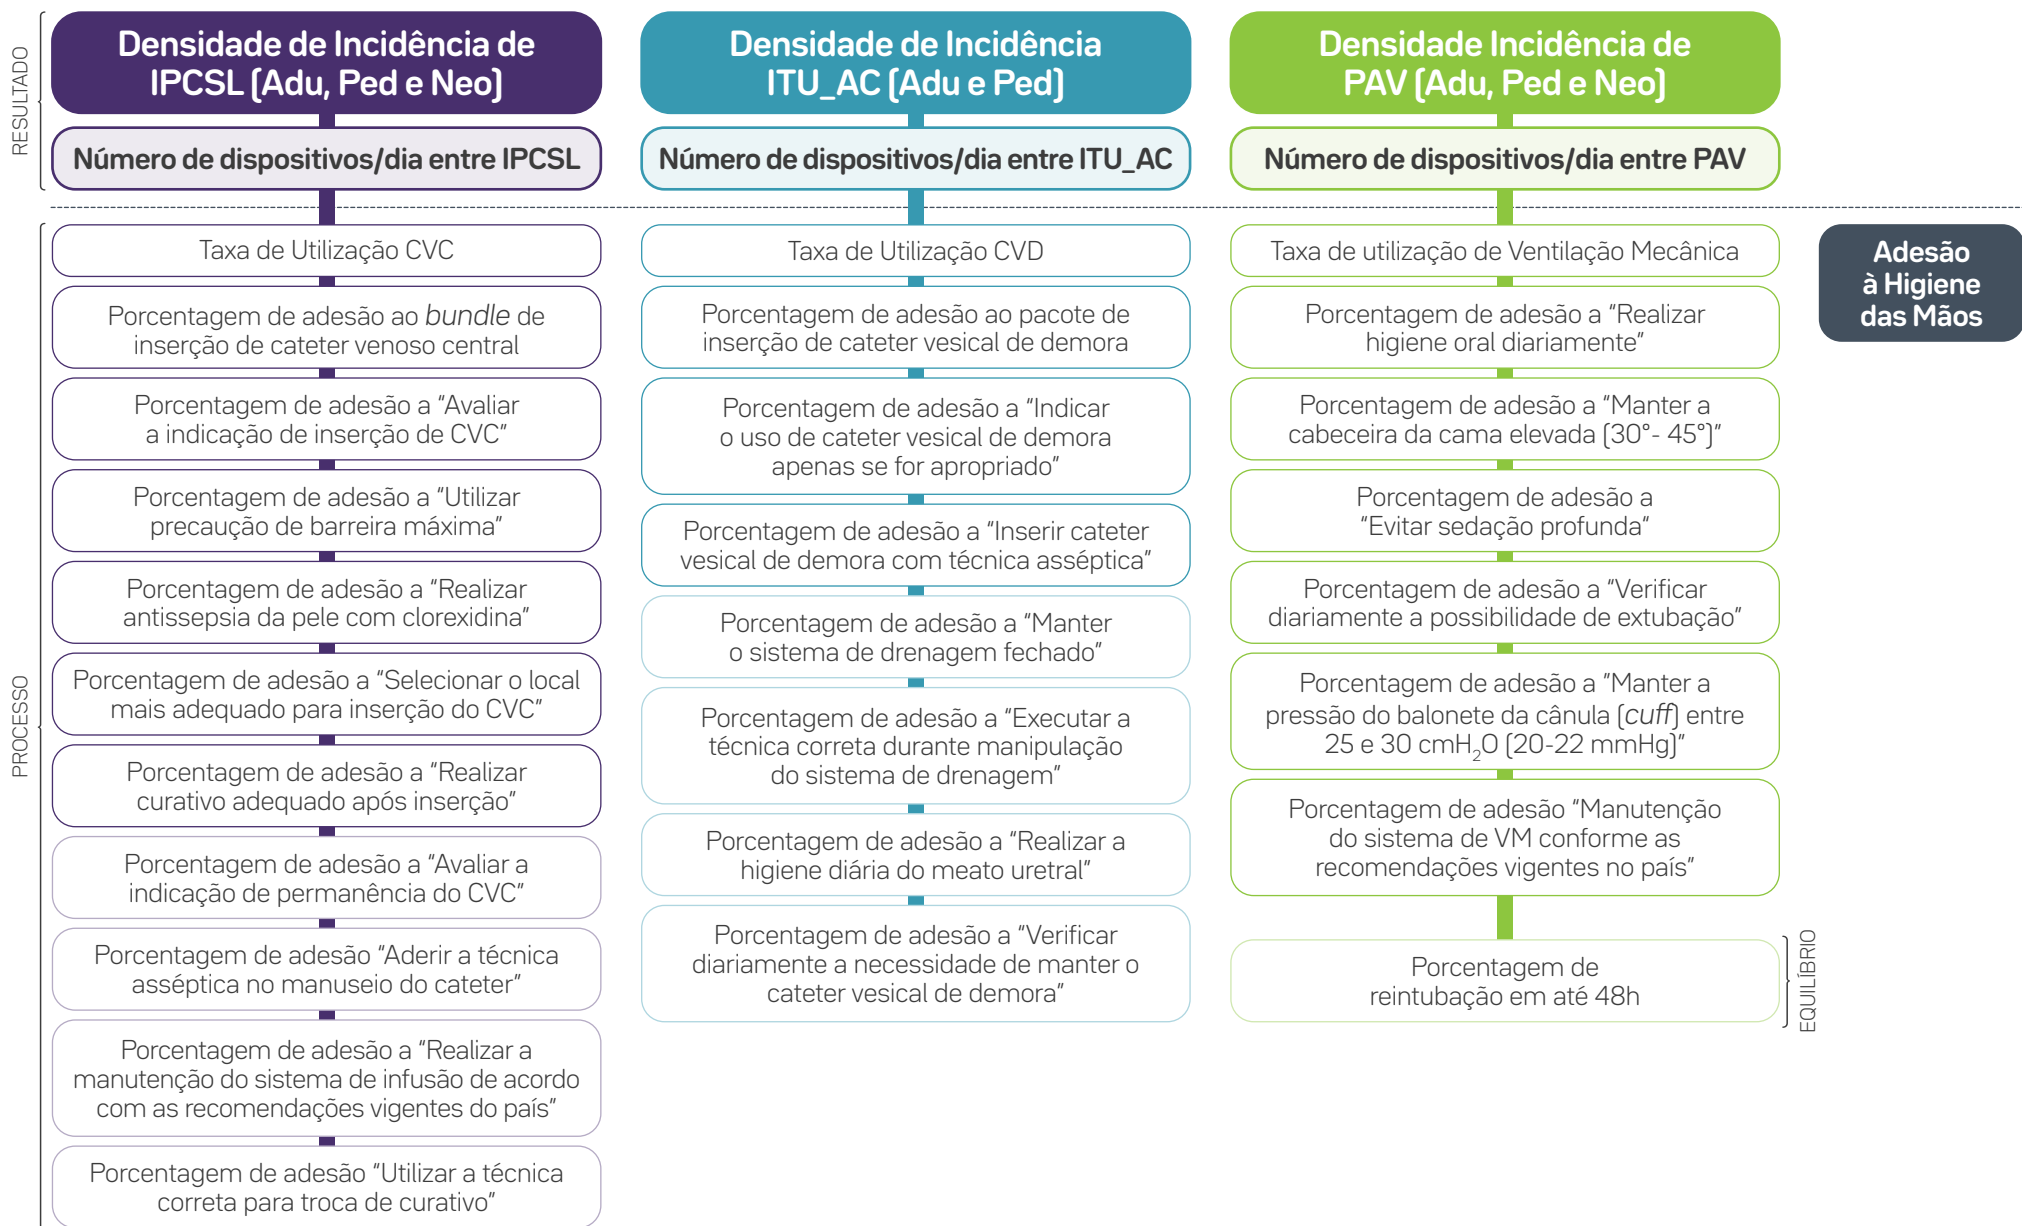 RESULTADO
Densidade de Incidência de
IPCSL (Adu, Ped e Neo)
Número de dispositivos/dia entre IPCSL
Densidade de Incidência
ITU_AC (Adu e Ped)
Número de dispositivos/dia entre ITU_AC
Densidade Incidência de
PAV (Adu, Ped e Neo)
Número de dispositivos/dia entre PAV
PROCESSO
Taxa de Utilização CVC
Porcentagem de adesão ao bundle de
inserção de cateter venoso central
Porcentagem de adesão a “Avaliar
a indicação de inserção de CVC”
Porcentagem de adesão a “Utilizar
precaução de barreira máxima”
Porcentagem de adesão a “Realizar
antissepsia da pele com clorexidina”
Porcentagem de adesão a “Selecionar o local
mais adequado para inserção do CVC”
Porcentagem de adesão a “Realizar
curativo adequado após inserção”
Porcentagem de adesão a “Avaliar a
indicação de permanência do CVC”
Porcentagem de adesão “Aderir a técnica
asséptica no manuseio do cateter”
Porcentagem de adesão a “Realizar a
manutenção do sistema de infusão de acordo
com as recomendações vigentes do país”
Porcentagem de adesão “Utilizar a técnica
correta para troca de curativo”
Taxa de Utilização CVD
Porcentagem de adesão ao pacote de
inserção de cateter vesical de demora
Porcentagem de adesão a “Indicar
o uso de cateter vesical de demora
apenas se for apropriado”
Porcentagem de adesão a “Inserir cateter
vesical de demora com técnica asséptica”
Porcentagem de adesão a “Manter
o sistema de drenagem fechado”
Porcentagem de adesão a “Executar a
técnica correta durante manipulação
do sistema de drenagem”
Porcentagem de adesão a “Realizar a
higiene diária do meato uretral”
Porcentagem de adesão a “Verificar
diariamente a necessidade de manter o
cateter vesical de demora”
Taxa de utilização de Ventilação Mecânica
Porcentagem de adesão a “Realizar
higiene oral diariamente”
Porcentagem de adesão a “Manter a
cabeceira da cama elevada (30°- 45°)”
Porcentagem de adesão a
“Evitar sedação profunda”
Porcentagem de adesão a “Verificar
diariamente a possibilidade de extubação”
Porcentagem de adesão a “Manter a
pressão do balonete da cânula (cuff) entre
25 e 30 cmH₂O (20-22 mmHg)”
Porcentagem de adesão “Manutenção
do sistema de VM conforme as
recomendações vigentes no país”
Porcentagem de
reintubação em até 48h
EQUILÍBRIO
Adesão
à Higiene
das Mãos